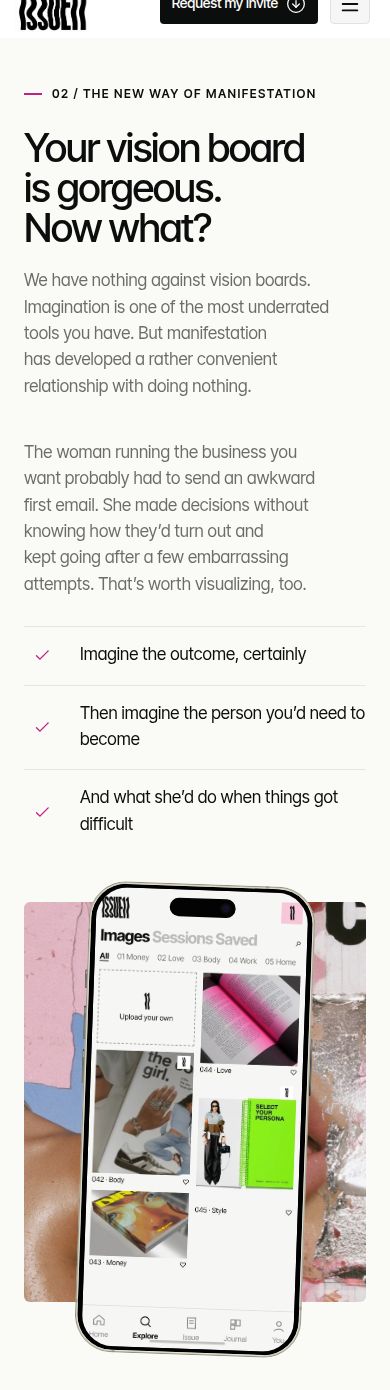 ISSUE11
Request my invite
02 / THE NEW WAY OF MANIFESTATION
Your vision board
is gorgeous.
Now what?
We have nothing against vision boards.
Imagination is one of the most underrated
tools you have. But manifestation
has developed a rather convenient
relationship with doing nothing.
The woman running the business you
want probably had to send an awkward
first email. She made decisions without
knowing how they’d turn out and
kept going after a few embarrassing
attempts. That’s worth visualizing, too.
Imagine the outcome, certainly
Then imagine the person you’d need to
become
And what she’d do when things got
difficult
ISSUE11
11
Images Sessions Saved
All 01 Money 02 Love 03 Body 04 Work 05 Home
11
Upload your own
044 · Love
the
girl.
SELECT
YOUR
PERSONA
042 · Body
045 · Style
043 · Money
Home
Explore
Issue
Journal
You
C